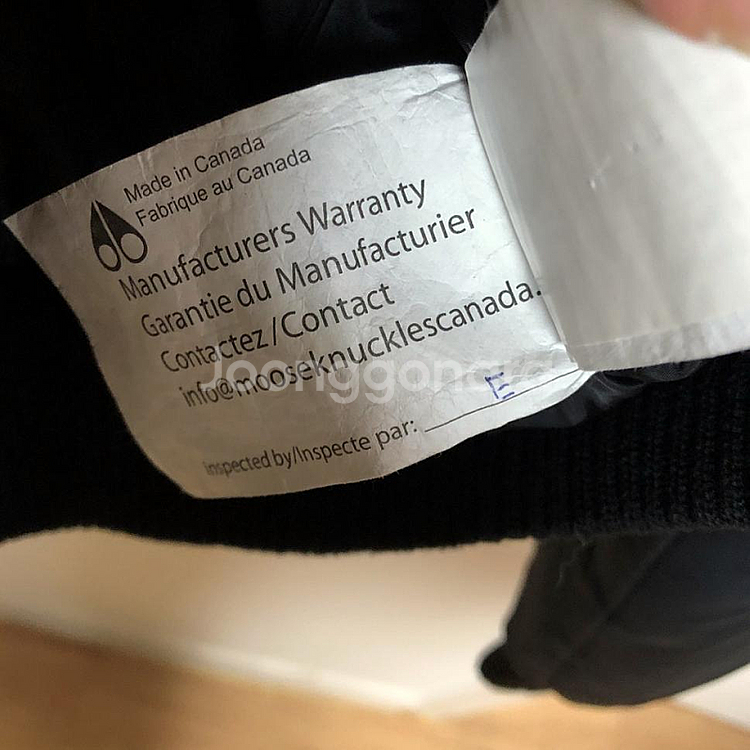 Made in Canada
Fabrique au Canada
Manufacturers Warranty
Garantie du Manufacturier
Contactez/Contact
info@mooseknucklescanada.
inspected by/Inspecte par: E
Joonggonara